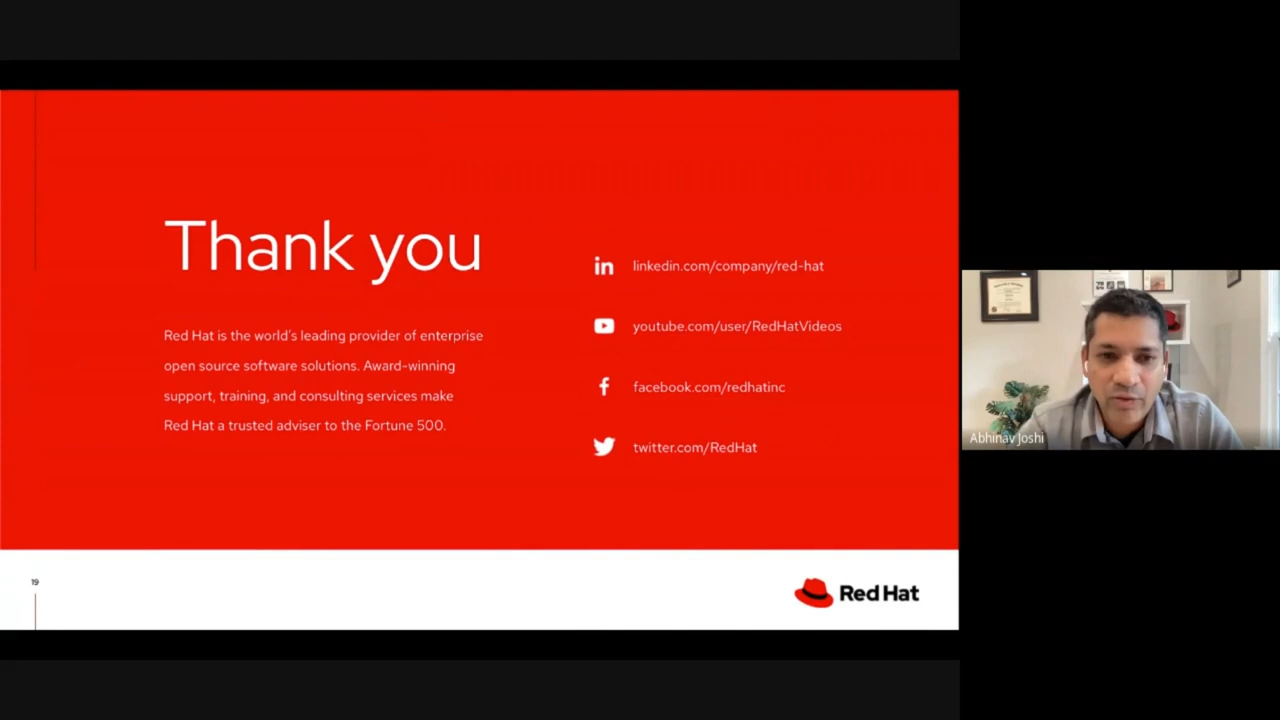 Thank you
Red Hat is the world's leading provider of enterprise
open source software solutions. Award-winning
support, training, and consulting services make
Red Hat a trusted adviser to the Fortune 500.
linkedin.com/company/red-hat
youtube.com/user/RedHatVideos
facebook.com/redhatinc
twitter.com/RedHat
19
Red Hat
Abhinav Joshi